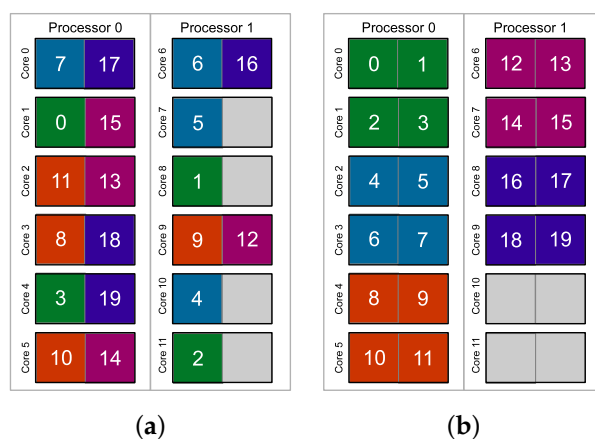 Processor 0 Processor 1
Core 0 7 17 Core 6 6 16
Core 1 0 15 Core 7 5
Core 2 11 13 Core 8 1
Core 3 8 18 Core 9 9 12
Core 4 3 19 Core 10 4
Core 5 10 14 Core 11 2
(a)
Processor 0 Processor 1
Core 0 0 1 Core 6 12 13
Core 1 2 3 Core 7 14 15
Core 2 4 5 Core 8 16 17
Core 3 6 7 Core 9 18 19
Core 4 8 9 Core 10
Core 5 10 11 Core 11
(b)